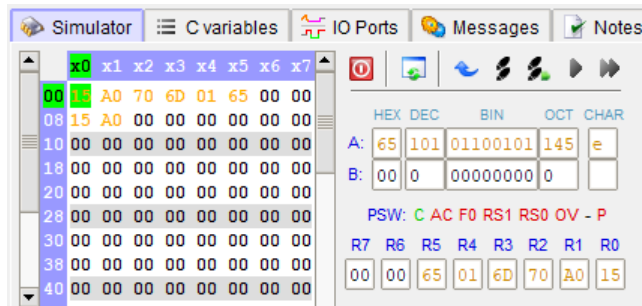 Simulator C variables IO Ports Messages Notes
x0 x1 x2 x3 x4 x5 x6 x7
00 15 A0 70 6D 01 65 00 00
08 15 A0 00 00 00 00 00 00
10 00 00 00 00 00 00 00 00
18 00 00 00 00 00 00 00 00
20 00 00 00 00 00 00 00 00
28 00 00 00 00 00 00 00 00
30 00 00 00 00 00 00 00 00
38 00 00 00 00 00 00 00 00
40 00 00 00 00 00 00 00 00
HEX DEC BIN OCT CHAR
A: 65 101 01100101 145 e
B: 00 0 00000000 0
PSW: C AC F0 RS1 RS0 OV - P
R7 R6 R5 R4 R3 R2 R1 R0
00 00 65 01 6D 70 A0 15